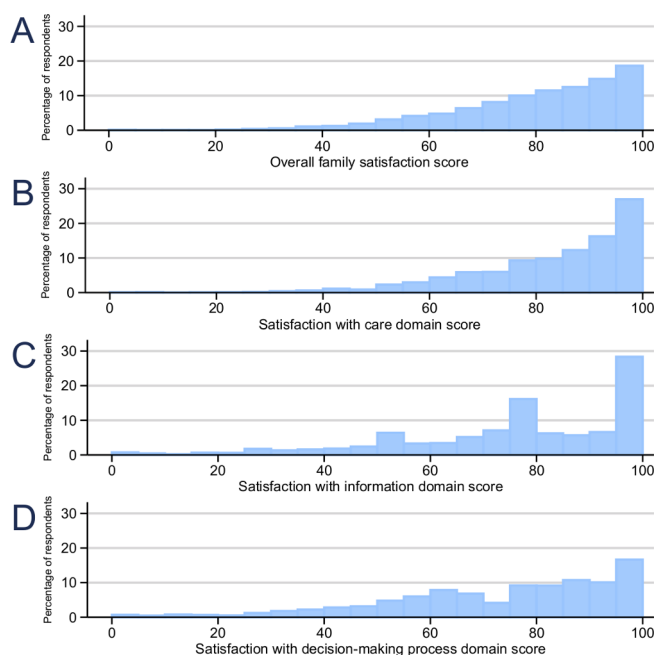 A
Percentage of respondents
30
20
10
0
0 20 40 60 80 100
Overall family satisfaction score
B
Percentage of respondents
30
20
10
0
0 20 40 60 80 100
Satisfaction with care domain score
C
Percentage of respondents
30
20
10
0
0 20 40 60 80 100
Satisfaction with information domain score
D
Percentage of respondents
30
20
10
0
0 20 40 60 80 100
Satisfaction with decision-making process domain score